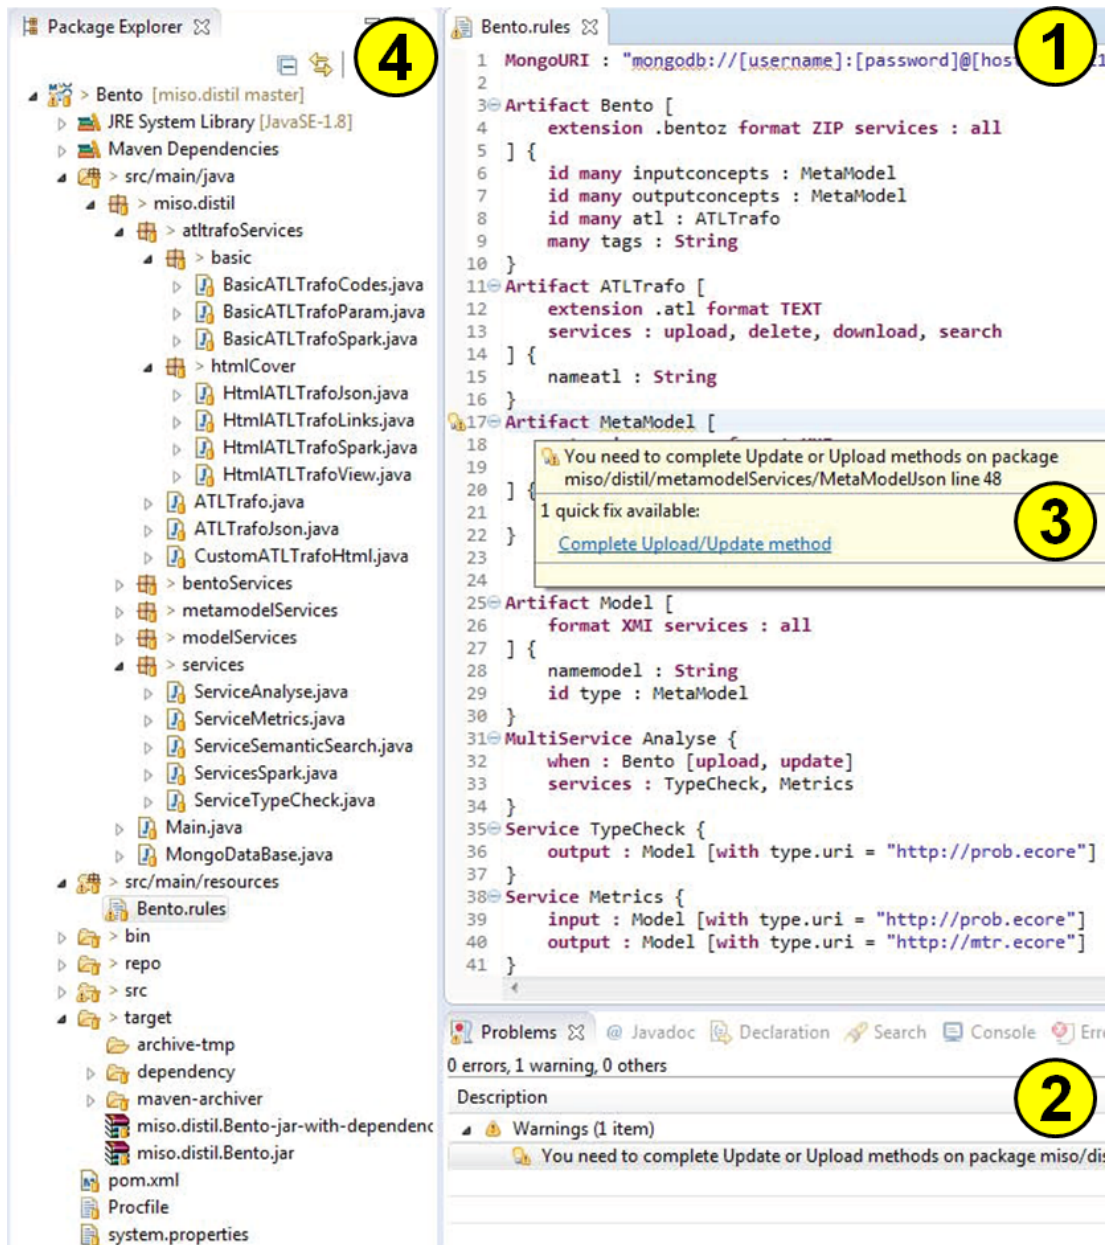 Package Explorer
4
> Bento [miso.distil master]
JRE System Library [JavaSE-1.8]
Maven Dependencies
> src/main/java
> miso.distil
> atltrafoServices
> basic
BasicATLTrafoCodes.java
BasicATLTrafoParam.java
BasicATLTrafoSpark.java
> htmlCover
HtmlATLTrafoJson.java
HtmlATLTrafoLinks.java
HtmlATLTrafoSpark.java
HtmlATLTrafoView.java
ATLTrafo.java
ATLTrafoJson.java
CustomATLTrafoHtml.java
> bentoServices
> metamodelServices
> modelServices
> services
ServiceAnalyse.java
ServiceMetrics.java
ServiceSemanticSearch.java
ServicesSpark.java
ServiceTypeCheck.java
Main.java
MongoDataBase.java
> src/main/resources
Bento.rules
> bin
> repo
> src
> target
archive-tmp
dependency
maven-archiver
miso.distil.Bento-jar-with-dependenc
miso.distil.Bento.jar
pom.xml
Procfile
system.properties
Bento.rules
1
1 MongoURI : "mongodb://[username]:[password]@[host
2
3 Artifact Bento [
4 extension .bentoz format ZIP services : all
5 ] {
6 id many inputconcepts : MetaModel
7 id many outputconcepts : MetaModel
8 id many atl : ATLTrafo
9 many tags : String
10 }
11 Artifact ATLTrafo [
12 extension .atl format TEXT
13 services : upload, delete, download, search
14 ] {
15 nameatl : String
16 }
17 Artifact MetaModel [
18
19
20 ] {
21
22 }
23
24
You need to complete Update or Upload methods on package
miso/distil/metamodelServices/MetaModelJson line 48
1 quick fix available:
Complete Upload/Update method
3
25 Artifact Model [
26 format XMI services : all
27 ] {
28 namemodel : String
29 id type : MetaModel
30 }
31 MultiService Analyse {
32 when : Bento [upload, update]
33 services : TypeCheck, Metrics
34 }
35 Service TypeCheck {
36 output : Model [with type.uri = "http://prob.ecore"]
37 }
38 Service Metrics {
39 input : Model [with type.uri = "http://prob.ecore"]
40 output : Model [with type.uri = "http://mtr.ecore"]
41 }
Problems @ Javadoc Declaration Search Console Erro
0 errors, 1 warning, 0 others
2
Description
Warnings (1 item)
You need to complete Update or Upload methods on package miso/dis